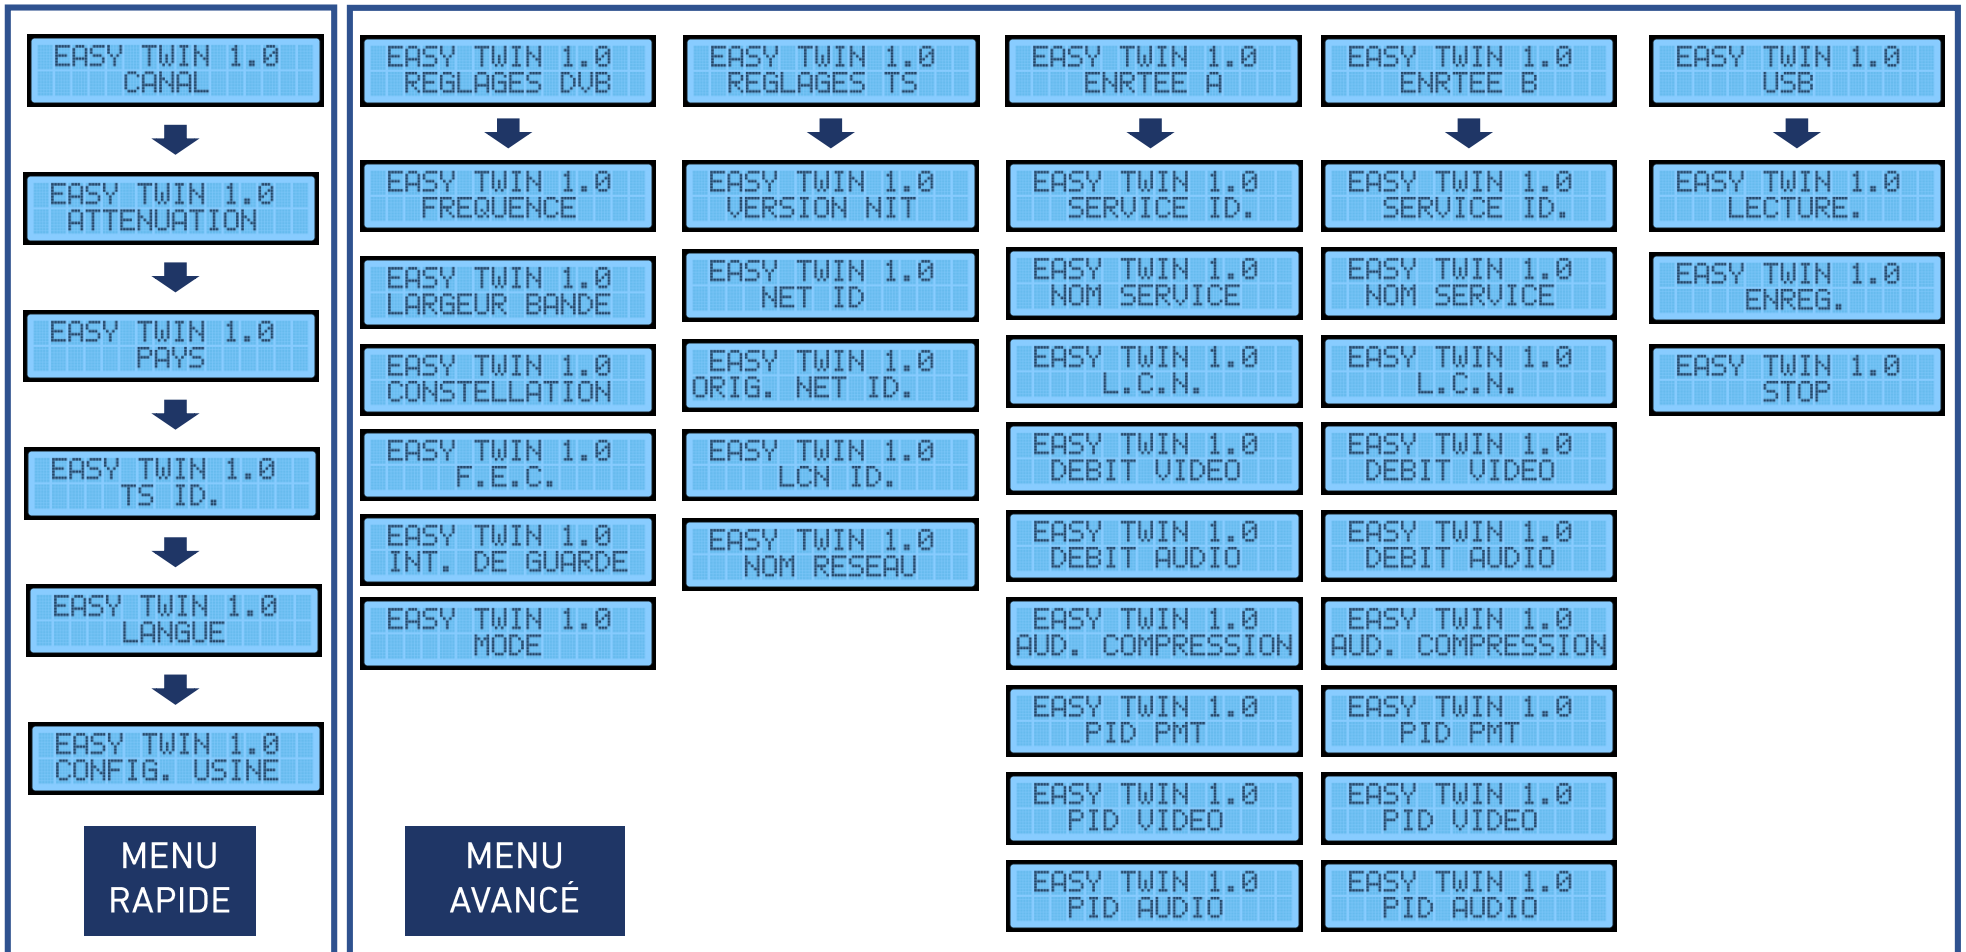 EASY TWIN 1.0
CANAL
EASY TWIN 1.0
ATTENUATION
EASY TWIN 1.0
PAYS
EASY TWIN 1.0
TS ID.
EASY TWIN 1.0
LANGUE
EASY TWIN 1.0
CONFIG. USINE
MENU
RAPIDE
EASY TWIN 1.0
REGLAGES DVB
EASY TWIN 1.0
FREQUENCE
EASY TWIN 1.0
LARGEUR BANDE
EASY TWIN 1.0
CONSTELLATION
EASY TWIN 1.0
F.E.C.
EASY TWIN 1.0
INT. DE GUARDE
EASY TWIN 1.0
MODE
MENU
AVANCÉ
EASY TWIN 1.0
REGLAGES TS
EASY TWIN 1.0
VERSION NIT
EASY TWIN 1.0
NET ID
EASY TWIN 1.0
ORIG. NET ID.
EASY TWIN 1.0
LCN ID.
EASY TWIN 1.0
NOM RESEAU
EASY TWIN 1.0
ENRTEE A
EASY TWIN 1.0
SERVICE ID.
EASY TWIN 1.0
NOM SERVICE
EASY TWIN 1.0
L.C.N.
EASY TWIN 1.0
DEBIT VIDEO
EASY TWIN 1.0
DEBIT AUDIO
EASY TWIN 1.0
AUD. COMPRESSION
EASY TWIN 1.0
PID PMT
EASY TWIN 1.0
PID VIDEO
EASY TWIN 1.0
PID AUDIO
EASY TWIN 1.0
ENRTEE B
EASY TWIN 1.0
SERVICE ID.
EASY TWIN 1.0
NOM SERVICE
EASY TWIN 1.0
L.C.N.
EASY TWIN 1.0
DEBIT VIDEO
EASY TWIN 1.0
DEBIT AUDIO
EASY TWIN 1.0
AUD. COMPRESSION
EASY TWIN 1.0
PID PMT
EASY TWIN 1.0
PID VIDEO
EASY TWIN 1.0
PID AUDIO
EASY TWIN 1.0
USB
EASY TWIN 1.0
LECTURE.
EASY TWIN 1.0
ENREG.
EASY TWIN 1.0
STOP